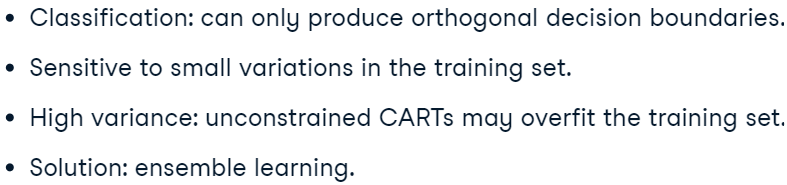 • Classification: can only produce orthogonal decision boundaries.
• Sensitive to small variations in the training set.
• High variance: unconstrained CARTs may overfit the training set.
• Solution: ensemble learning.